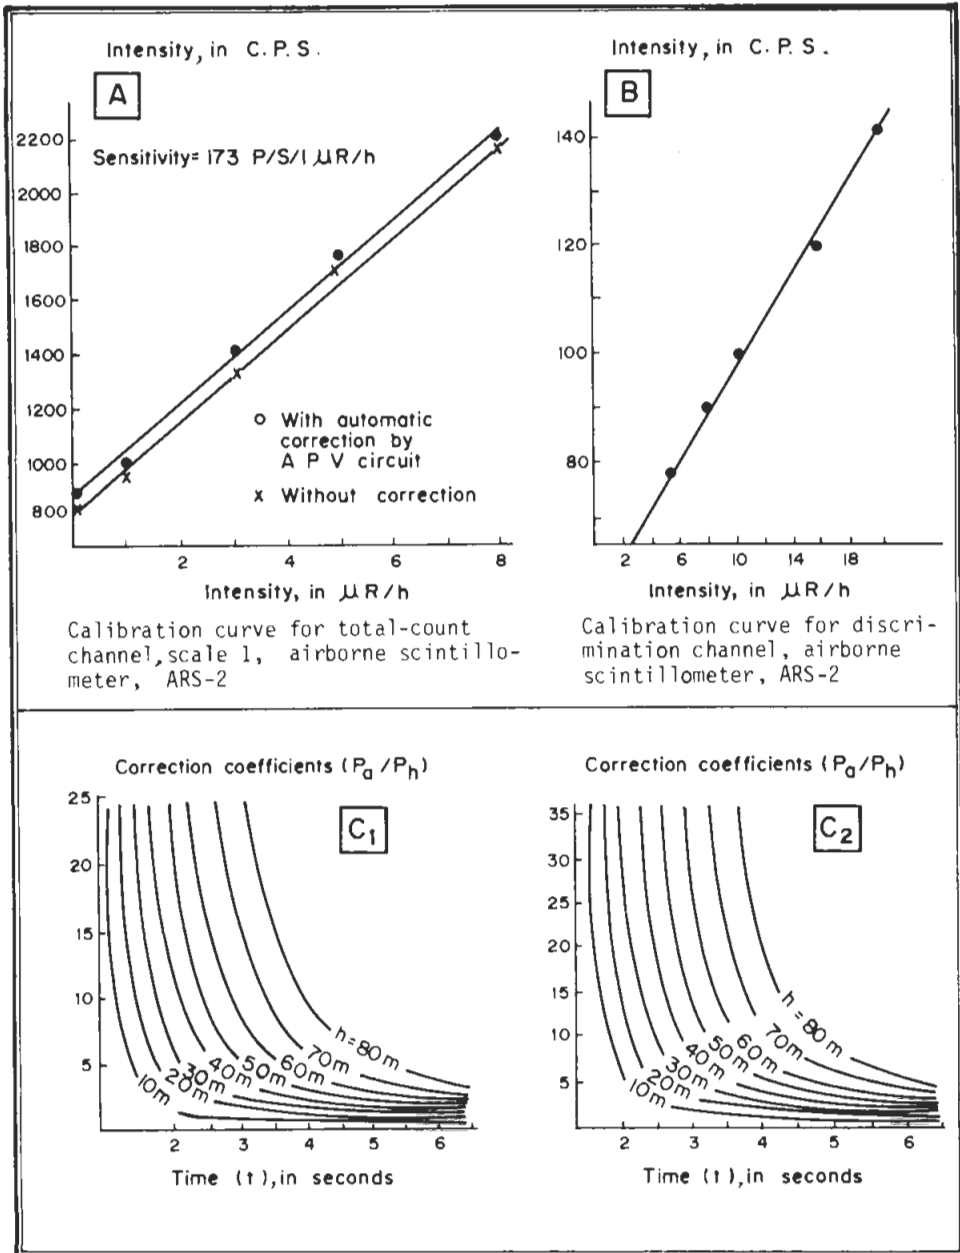 Intensity, in C. P. S.
A
2200
2000
1800
1600
1400
1200
1000
800
Sensitivity= 173 P/S/1 μR/h
o With automatic
correction by
A P V circuit
x Without correction
2 4 6 8
Intensity, in μR/h
Calibration curve for total-count
channel, scale 1, airborne scintillo-
meter, ARS-2
Intensity, in C. P. S.
B
140
120
100
80
2 6 10 14 18
Intensity, in μR/h
Calibration curve for discri-
mination channel, airborne
scintillometer, ARS-2
Correction coefficients (Pa/Ph)
C1
25
20
15
10
5
h = 80m
70m
60m
50m
40m
30m
20m
10m
2 3 4 5 6
Time (t), in seconds
Correction coefficients (Pa/Ph)
C2
35
30
25
20
15
10
5
h = 80m
70m
60m
50m
40m
30m
20m
10m
2 3 4 5 6
Time (t), in seconds